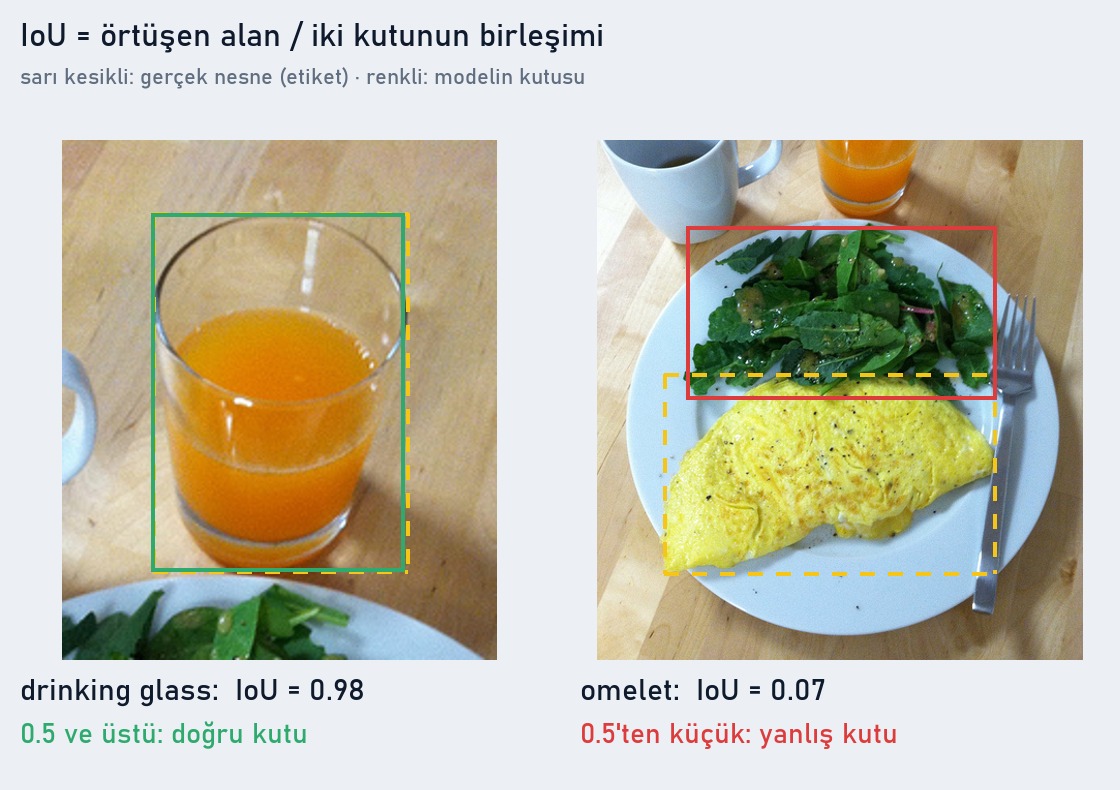 IoU = örtüşen alan / iki kutunun birleşimi
sarı kesikli: gerçek nesne (etiket) · renkli: modelin kutusu
drinking glass:  IoU = 0.98
0.5 ve üstü: doğru kutu
omelet:  IoU = 0.07
0.5'ten küçük: yanlış kutu